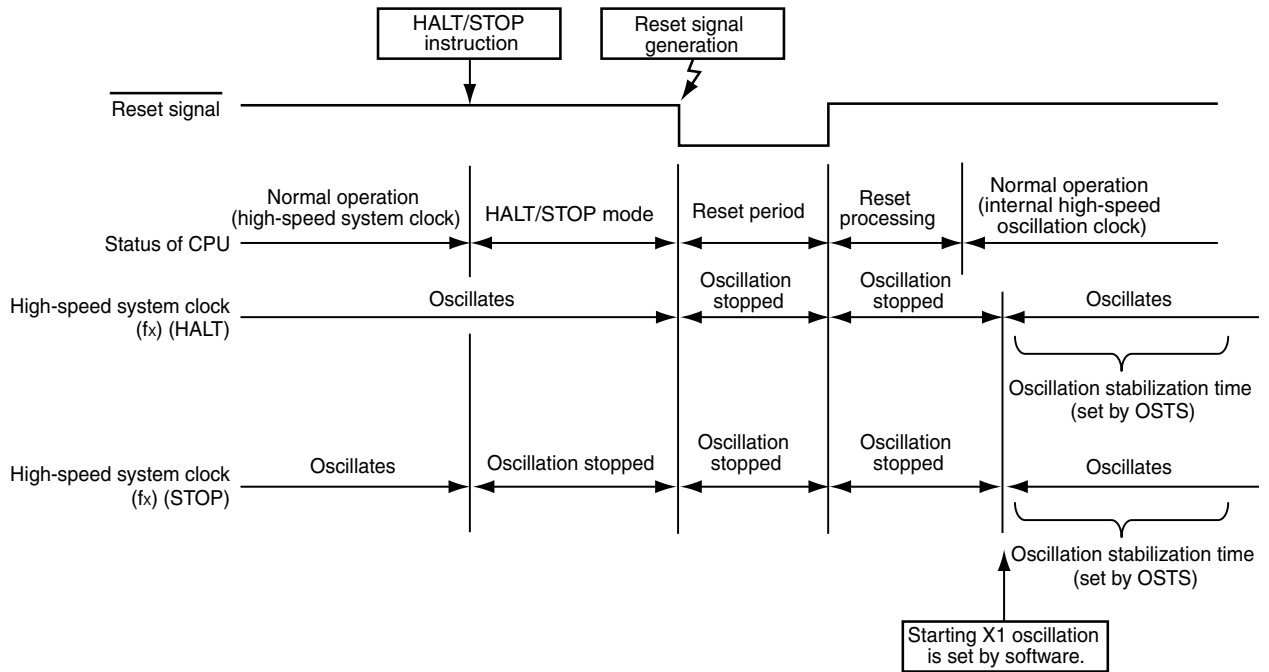 HALT/STOP
instruction
Reset signal
generation
Reset signal
Normal operation
(high-speed system clock)
HALT/STOP mode
Reset period
Reset
processing
Normal operation
(internal high-speed
oscillation clock)
Status of CPU
High-speed system clock
(fX) (HALT)
Oscillates
Oscillation
stopped
Oscillation
stopped
Oscillates
Oscillation stabilization time
(set by OSTS)
High-speed system clock
(fX) (STOP)
Oscillates
Oscillation stopped
Oscillation
stopped
Oscillation
stopped
Oscillates
Oscillation stabilization time
(set by OSTS)
Starting X1 oscillation
is set by software.